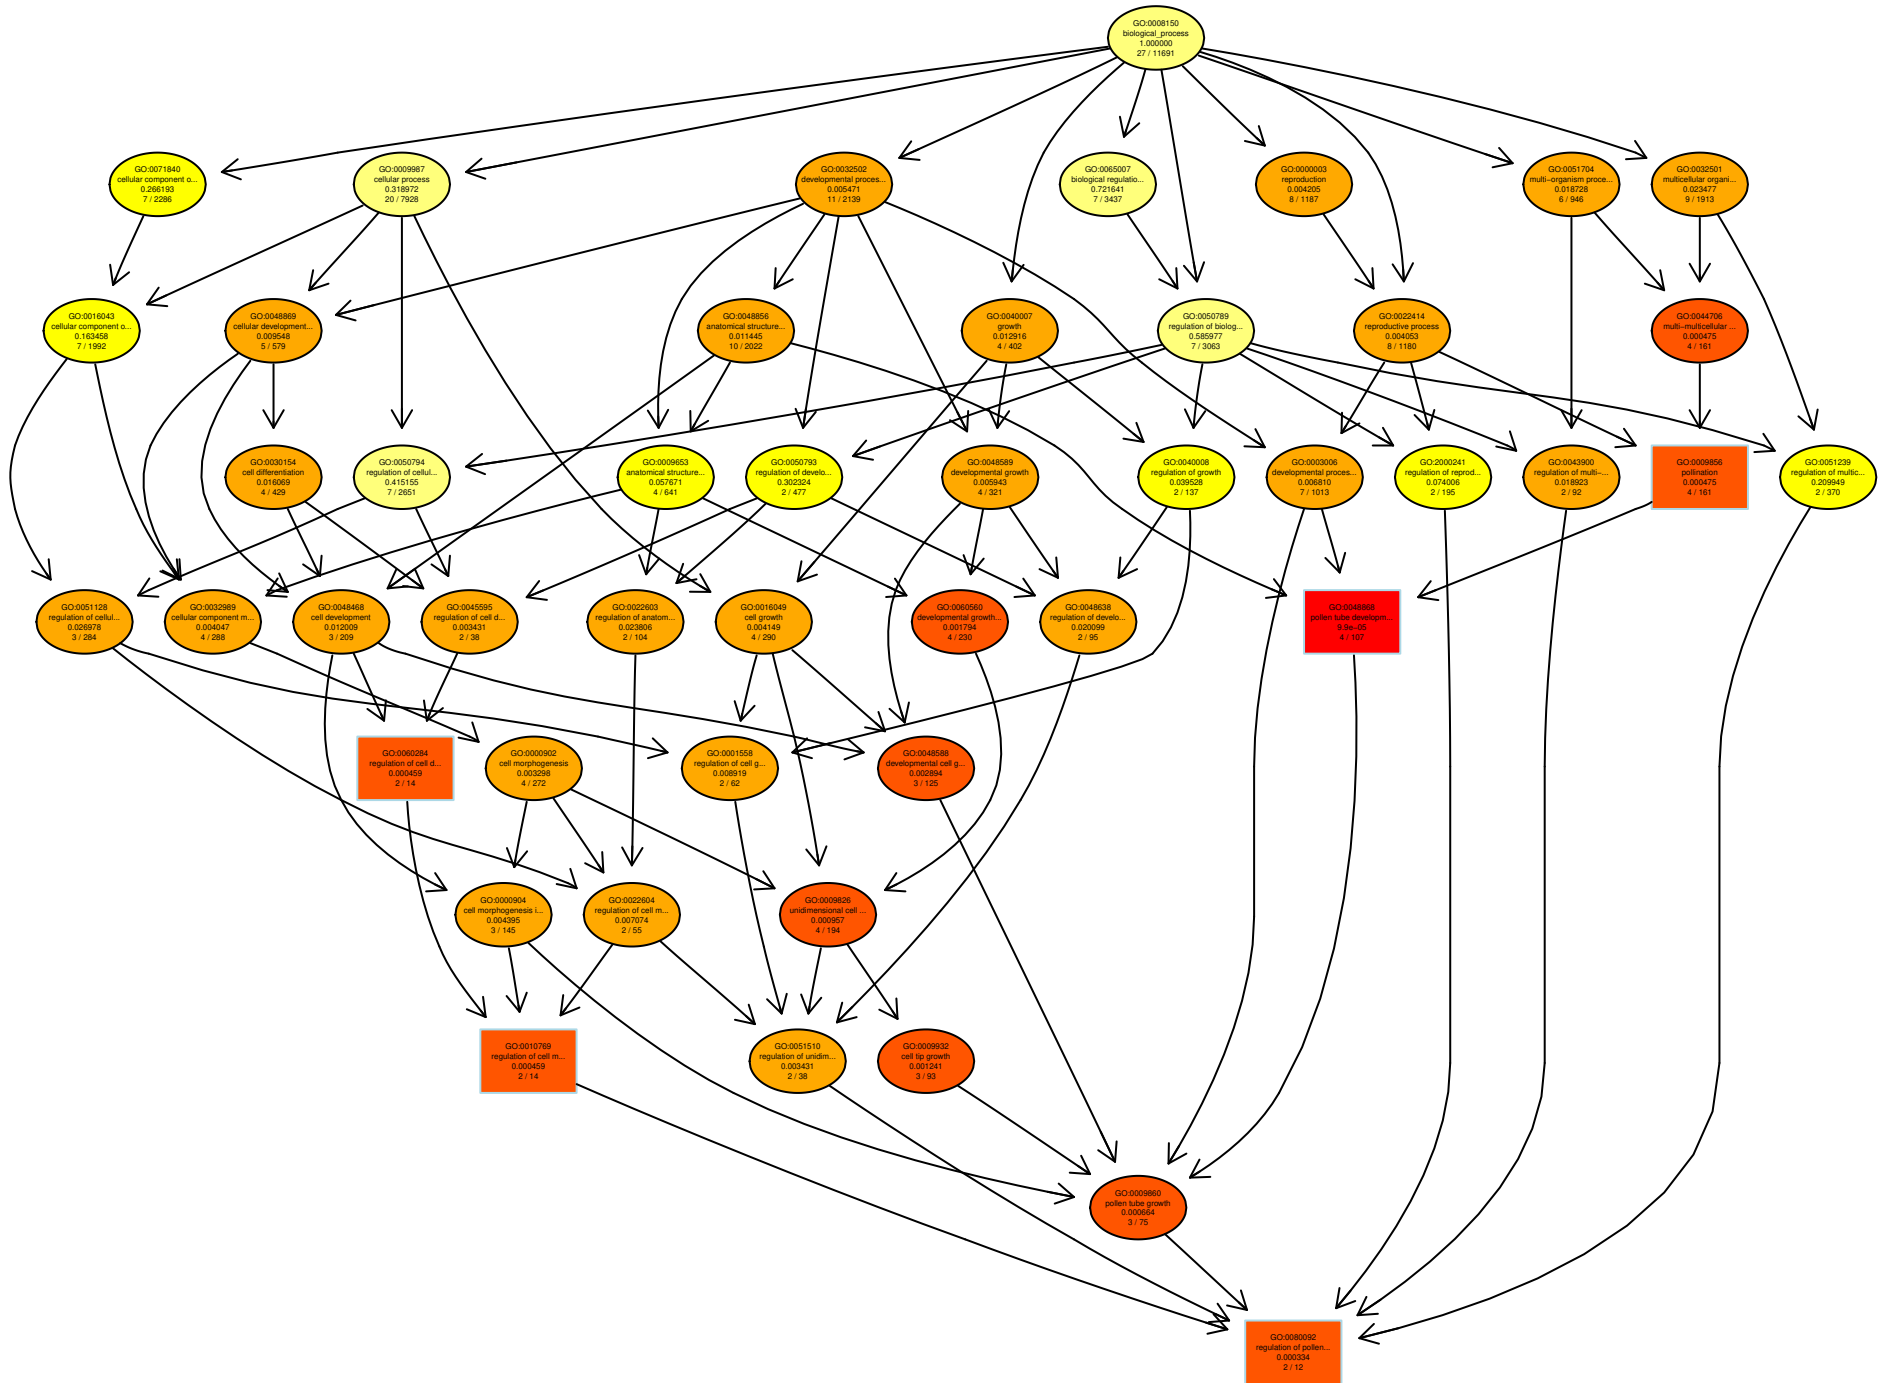 GO:0008150
biological_process
1.000000
27 / 11691
GO:0071840
cellular component o...
0.266193
7 / 2286
GO:0009987
cellular process
0.318972
20 / 7928
GO:0032502
developmental proces...
0.005471
11 / 2139
GO:0065007
biological regulatio...
0.721641
7 / 3437
GO:0000003
reproduction
0.004205
8 / 1187
GO:0051704
multi−organism proce...
0.018728
6 / 946
GO:0032501
multicellular organi...
0.023477
9 / 1913
GO:0016043
cellular component o...
0.163458
7 / 1992
GO:0048869
cellular development...
0.009548
5 / 579
GO:0048856
anatomical structure...
0.011445
10 / 2022
GO:0040007
growth
0.012916
4 / 402
GO:0050789
regulation of biolog...
0.585977
7 / 3063
GO:0022414
reproductive process
0.004053
8 / 1180
GO:0044706
multi−multicellular ...
0.000475
4 / 161
GO:0030154
cell differentiation
0.016069
4 / 429
GO:0050794
regulation of cellul...
0.415155
7 / 2651
GO:0009653
anatomical structure...
0.057671
4 / 641
GO:0050793
regulation of develo...
0.302324
2 / 477
GO:0048589
developmental growth
0.005943
4 / 321
GO:0040008
regulation of growth
0.039528
2 / 137
GO:0003006
developmental proces...
0.006810
7 / 1013
GO:2000241
regulation of reprod...
0.074006
2 / 195
GO:0043900
regulation of multi−...
0.018923
2 / 92
GO:0009856
pollination
0.000475
4 / 161
GO:0051239
regulation of multic...
0.209949
2 / 370
GO:0051128
regulation of cellul...
0.026978
3 / 284
GO:0032989
cellular component m...
0.004047
4 / 288
GO:0048468
cell development
0.012009
3 / 209
GO:0045595
regulation of cell d...
0.003431
2 / 38
GO:0022603
regulation of anatom...
0.023806
2 / 104
GO:0016049
cell growth
0.004149
4 / 290
GO:0060560
developmental growth...
0.001794
4 / 230
GO:0048638
regulation of develo...
0.020099
2 / 95
GO:0048868
pollen tube developm...
9.9e−05
4 / 107
GO:0060284
regulation of cell d...
0.000459
2 / 14
GO:0000902
cell morphogenesis
0.003298
4 / 272
GO:0001558
regulation of cell g...
0.008919
2 / 62
GO:0048588
developmental cell g...
0.002894
3 / 125
GO:0000904
cell morphogenesis i...
0.004395
3 / 145
GO:0022604
regulation of cell m...
0.007074
2 / 55
GO:0009826
unidimensional cell ...
0.000957
4 / 194
GO:0010769
regulation of cell m...
0.000459
2 / 14
GO:0051510
regulation of unidim...
0.003431
2 / 38
GO:0009932
cell tip growth
0.001241
3 / 93
GO:0009860
pollen tube growth
0.000664
3 / 75
GO:0080092
regulation of pollen...
0.000334
2 / 12